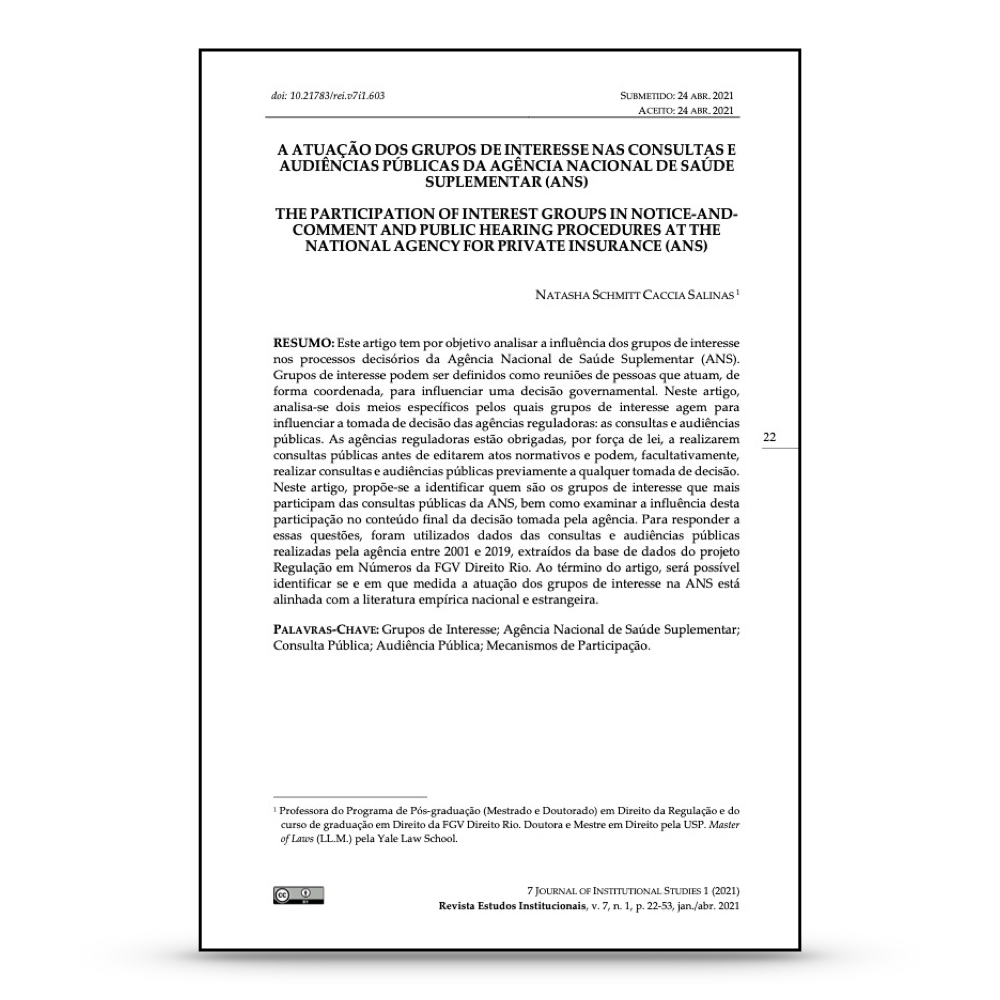 doi: 10.21783/rei.v7i1.603
SUBMETIDO: 24 ABR. 2021
ACEITO: 24 ABR. 2021
A ATUAÇÃO DOS GRUPOS DE INTERESSE NAS CONSULTAS E
AUDIÊNCIAS PÚBLICAS DA AGÊNCIA NACIONAL DE SAÚDE
SUPLEMENTAR (ANS)
THE PARTICIPATION OF INTEREST GROUPS IN NOTICE-AND-
COMMENT AND PUBLIC HEARING PROCEDURES AT THE
NATIONAL AGENCY FOR PRIVATE INSURANCE (ANS)
NATASHA SCHMITT CACCIA SALINAS 1
RESUMO: Este artigo tem por objetivo analisar a influência dos grupos de interesse
nos processos decisórios da Agência Nacional de Saúde Suplementar (ANS).
Grupos de interesse podem ser definidos como reuniões de pessoas que atuam, de
forma coordenada, para influenciar uma decisão governamental. Neste artigo,
analisa-se dois meios específicos pelos quais grupos de interesse agem para
influenciar a tomada de decisão das agências reguladoras: as consultas e audiências
públicas. As agências reguladoras estão obrigadas, por força de lei, a realizarem
consultas públicas antes de editarem atos normativos e podem, facultativamente,
realizar consultas e audiências públicas previamente a qualquer tomada de decisão.
Neste artigo, propõe-se a identificar quem são os grupos de interesse que mais
participam das consultas públicas da ANS, bem como examinar a influência desta
participação no conteúdo final da decisão tomada pela agência. Para responder a
essas questões, foram utilizados dados das consultas e audiências públicas
realizadas pela agência entre 2001 e 2019, extraídos da base de dados do projeto
Regulação em Números da FGV Direito Rio. Ao término do artigo, será possível
identificar se e em que medida a atuação dos grupos de interesse na ANS está
alinhada com a literatura empírica nacional e estrangeira.
22
PALAVRAS-CHAVE: Grupos de Interesse; Agência Nacional de Saúde Suplementar;
Consulta Pública; Audiência Pública; Mecanismos de Participação.
1 Professora do Programa de Pós-graduação (Mestrado e Doutorado) em Direito da Regulação e do
curso de graduação em Direito da FGV Direito Rio. Doutora e Mestre em Direito pela USP. Master
of Laws (LL.M.) pela Yale Law School.
cc
BY
7 JOURNAL OF INSTITUTIONAL STUDIES 1 (2021)
Revista Estudos Institucionais, v. 7, n. 1, p. 22-53, jan./abr. 2021